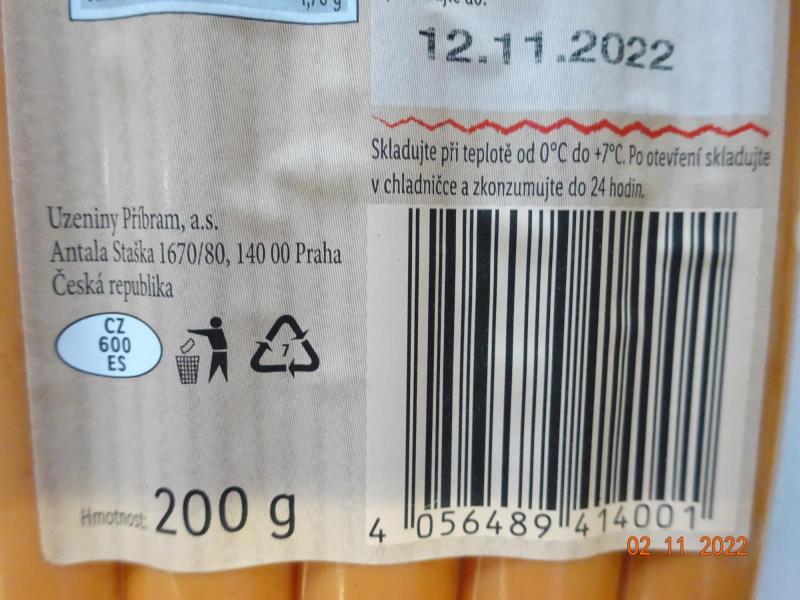 12.11.2022
Skladujte při teplotě od 0°C do +7°C. Po otevření skladujte
v chladničce a zkonzumujte do 24 hodin.
Uzeniny Příbram, a.s.
Antala Staška 1670/80, 140 00 Praha
Česká republika
CZ
600
ES
7
Hmotnost: 200 g
4 056489 414001
02 11 2022